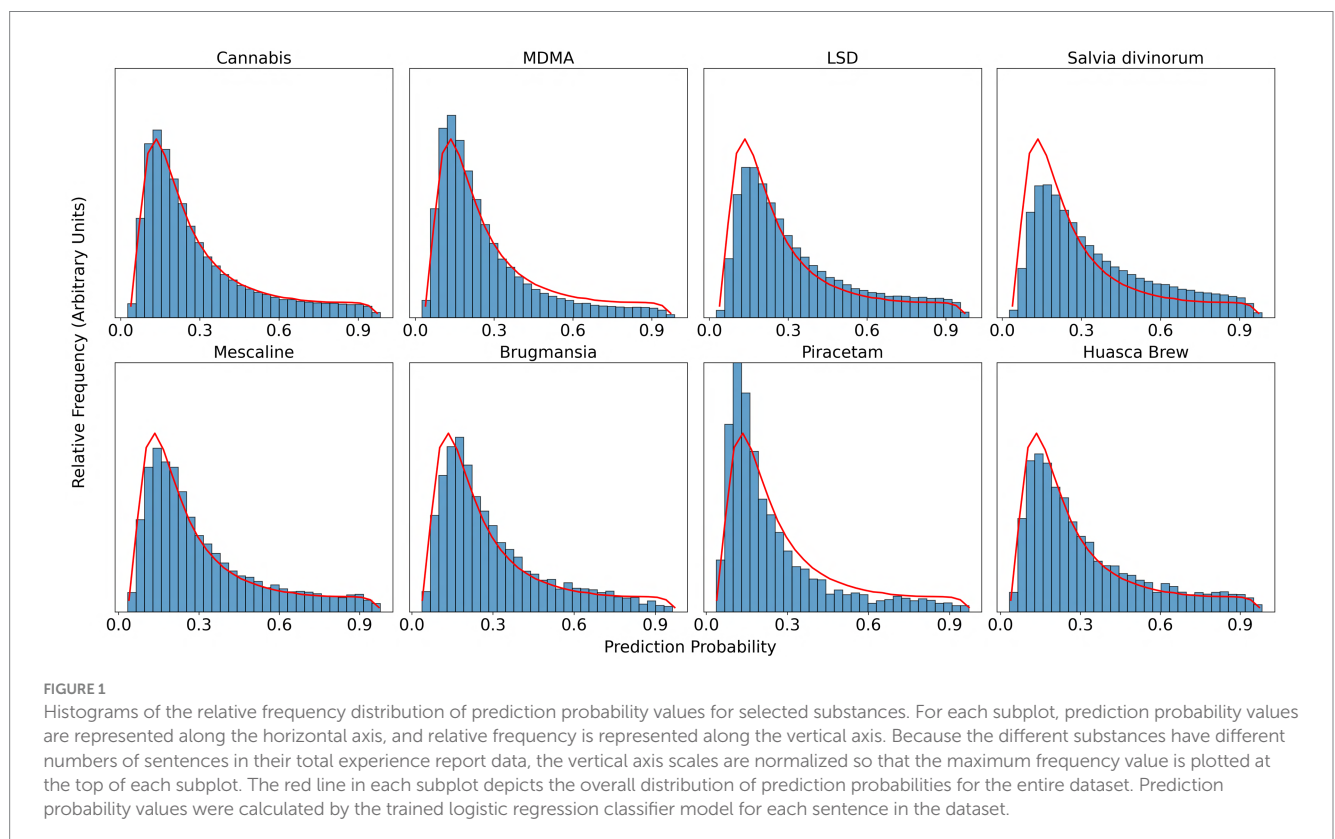 Cannabis
MDMA
LSD
Salvia divinorum
0.0 0.3 0.6 0.9
0.0 0.3 0.6 0.9
0.0 0.3 0.6 0.9
0.0 0.3 0.6 0.9
Relative Frequency (Arbitrary Units)
Mescaline
Brugmansia
Piracetam
Huasca Brew
0.0 0.3 0.6 0.9
0.0 0.3 0.6 0.9
0.0 0.3 0.6 0.9
0.0 0.3 0.6 0.9
Prediction Probability
FIGURE 1
Histograms of the relative frequency distribution of prediction probability values for selected substances. For each subplot, prediction probability values
are represented along the horizontal axis, and relative frequency is represented along the vertical axis. Because the different substances have different
numbers of sentences in their total experience report data, the vertical axis scales are normalized so that the maximum frequency value is plotted at
the top of each subplot. The red line in each subplot depicts the overall distribution of prediction probabilities for the entire dataset. Prediction
probability values were calculated by the trained logistic regression classifier model for each sentence in the dataset.